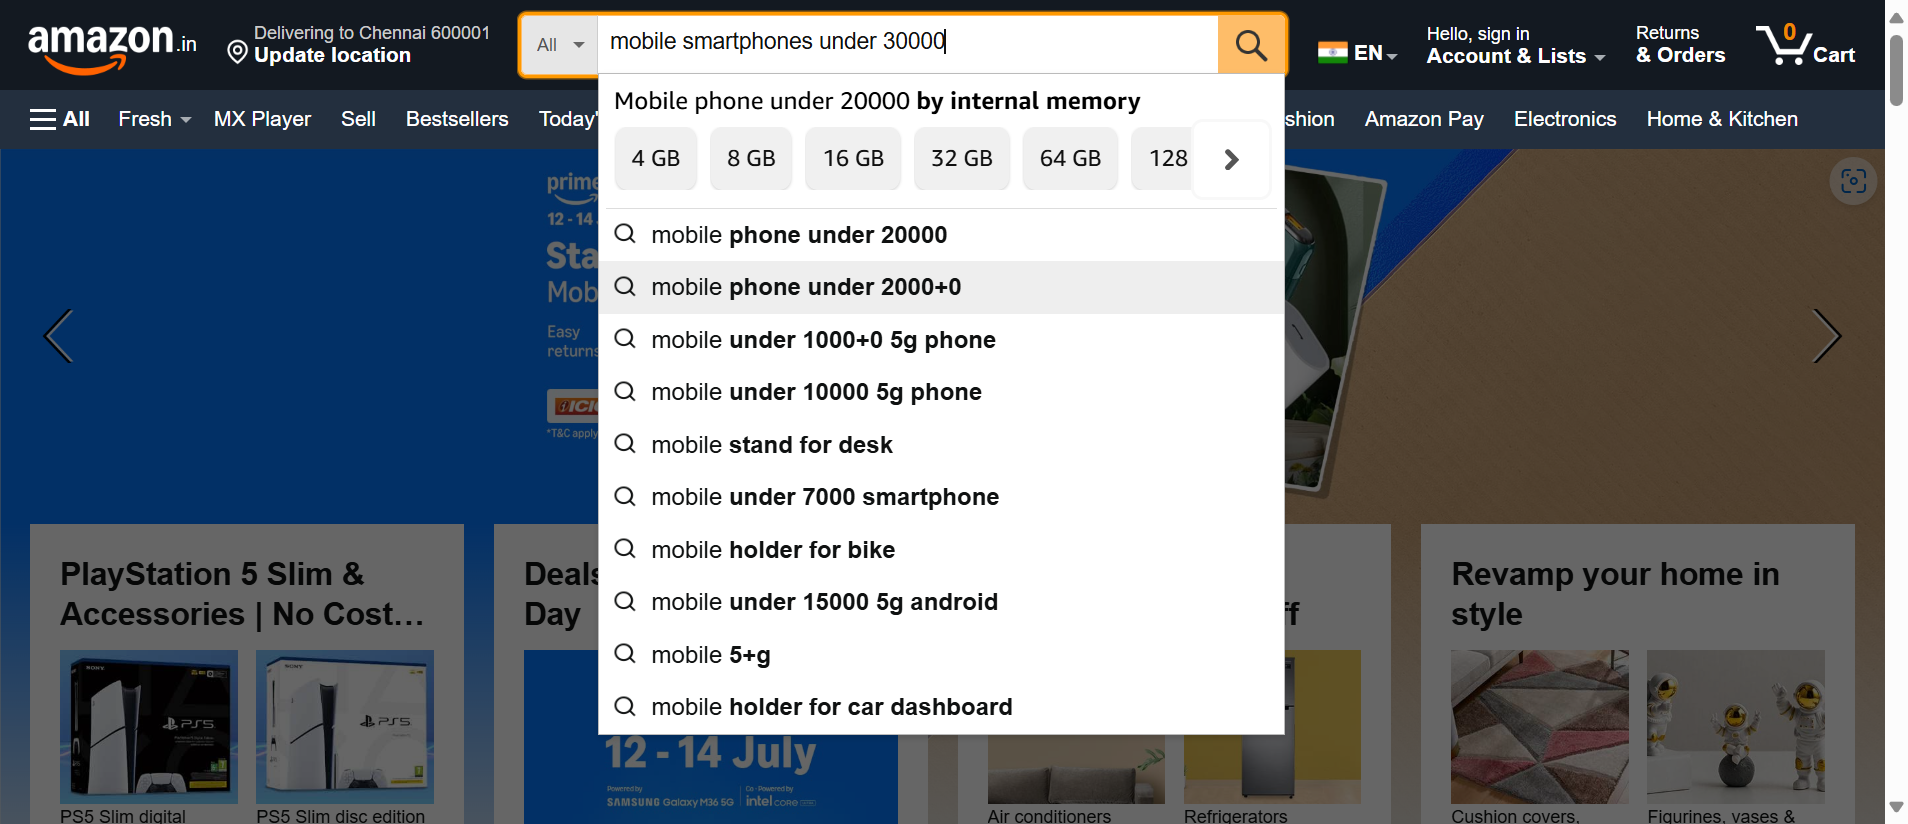 amazon.in
Delivering to Chennai 600001
Update location
All
mobile smartphones under 30000
EN
Hello, sign in
Account & Lists
Returns
& Orders
0
Cart
All
Fresh
MX Player
Sell
Bestsellers
Today'
shion
Amazon Pay
Electronics
Home & Kitchen
Mobile phone under 20000 by internal memory
4 GB
8 GB
16 GB
32 GB
64 GB
128
mobile phone under 20000
mobile phone under 2000+0
mobile under 1000+0 5g phone
mobile under 10000 5g phone
mobile stand for desk
mobile under 7000 smartphone
mobile holder for bike
mobile under 15000 5g android
mobile 5+g
mobile holder for car dashboard
prime
12 - 14
Sta
Mob
Easy
returns
ICIC
*T&C apply
PlayStation 5 Slim &
Accessories | No Cost…
SONY
PS5
SONY
PS5
PS5 Slim digital
PS5 Slim disc edition
Deals
Day
12 - 14 July
Powered by
SAMSUNG Galaxy M36 5G
Co-Powered by
intel core
ff
Air conditioners
Refrigerators
Revamp your home in
style
Cushion covers,
Figurines, vases &